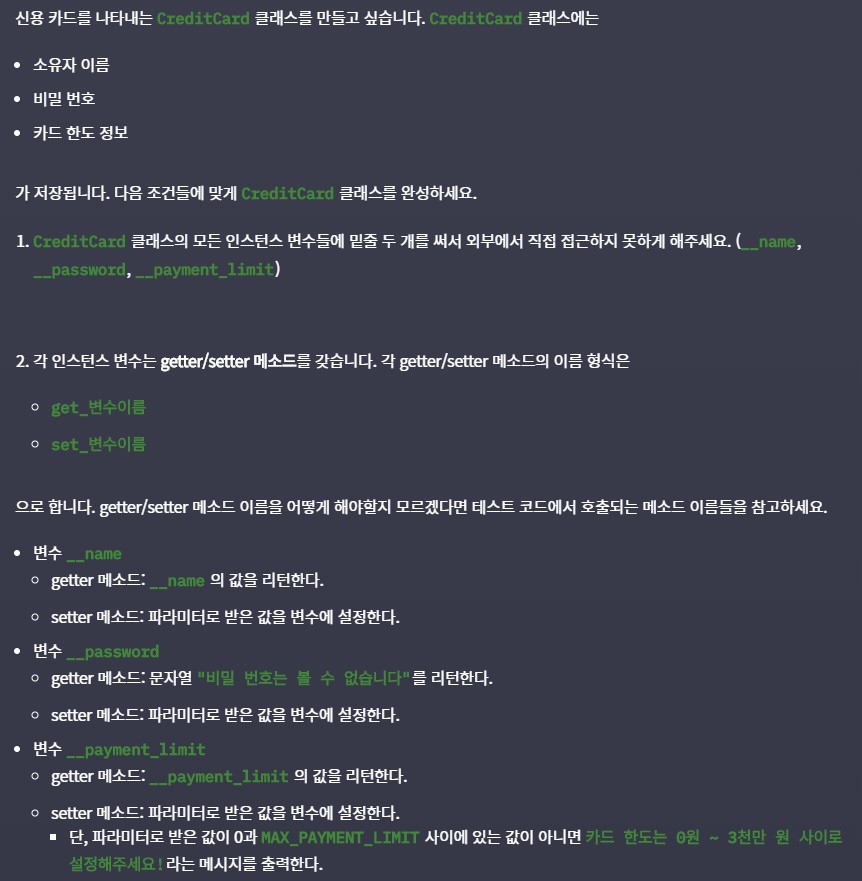 신용 카드를 나타내는 CreditCard 클래스를 만들고 싶습니다. CreditCard 클래스에는
소유자 이름
비밀 번호
카드 한도 정보
가 저장됩니다. 다음 조건들에 맞게 CreditCard 클래스를 완성하세요.
1. CreditCard 클래스의 모든 인스턴스 변수들에 밑줄 두 개를 써서 외부에서 직접 접근하지 못하게 해주세요. (__name,
__password, __payment_limit)
2. 각 인스턴스 변수는 getter/setter 메소드를 갖습니다. 각 getter/setter 메소드의 이름 형식은
get_변수이름
set_변수이름
으로 합니다. getter/setter 메소드 이름을 어떻게 해야할지 모르겠다면 테스트 코드에서 호출되는 메소드 이름들을 참고하세요.
변수 __name
getter 메소드: __name 의 값을 리턴한다.
setter 메소드: 파라미터로 받은 값을 변수에 설정한다.
변수 __password
getter 메소드: 문자열 "비밀 번호는 볼 수 없습니다"를 리턴한다.
setter 메소드: 파라미터로 받은 값을 변수에 설정한다.
변수 __payment_limit
getter 메소드: __payment_limit 의 값을 리턴한다.
setter 메소드: 파라미터로 받은 값을 변수에 설정한다.
단, 파라미터로 받은 값이 0과 MAX_PAYMENT_LIMIT 사이에 있는 값이 아니면 카드 한도는 0원 ~ 3천만 원 사이로
설정해주세요!라는 메시지를 출력한다.